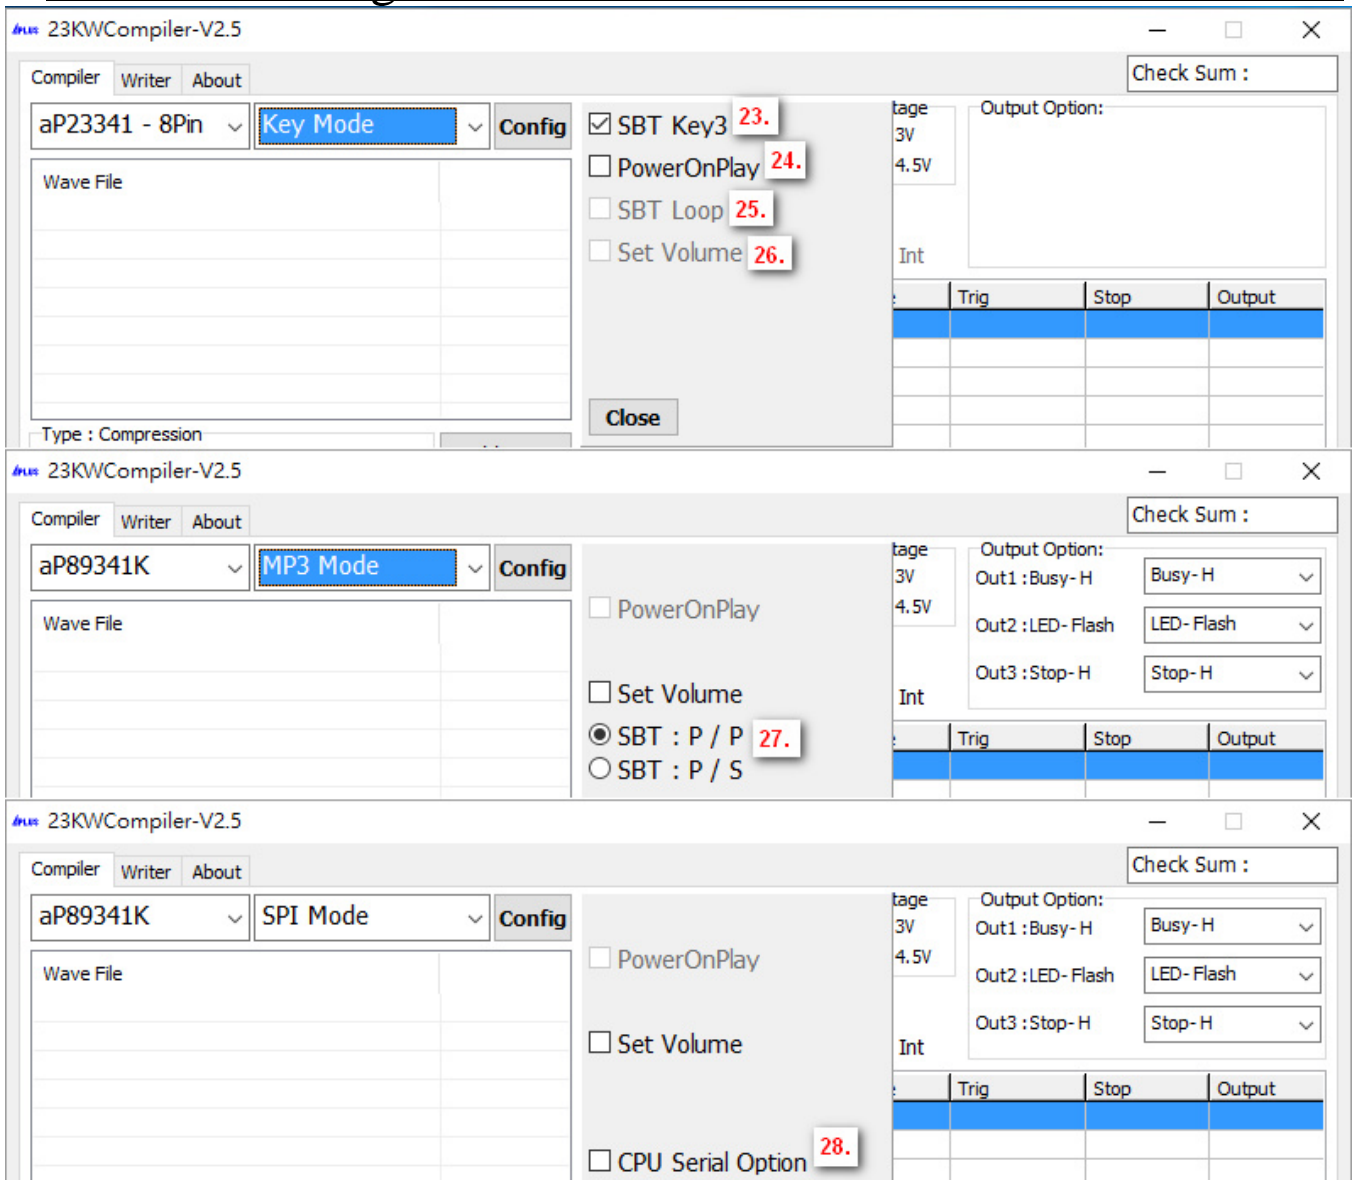 23KWCompiler-V2.5
Check Sum :
Compiler Writer About
aP23341 - 8Pin Key Mode Config
SBT Key3 23.
PowerOnPlay 24.
SBT Loop 25.
Set Volume 26.
Close
tage
3V
4.5V
Int
Output Option:
Wave File
Trig Stop Output
Type : Compression
23KWCompiler-V2.5
Check Sum :
Compiler Writer About
aP89341K MP3 Mode Config
PowerOnPlay
Set Volume
SBT : P / P 27.
SBT : P / S
tage
3V
4.5V
Int
Output Option:
Out1 :Busy-H Busy-H
Out2 :LED-Flash LED-Flash
Out3 :Stop-H Stop-H
Wave File
Trig Stop Output
23KWCompiler-V2.5
Check Sum :
Compiler Writer About
aP89341K SPI Mode Config
PowerOnPlay
Set Volume
CPU Serial Option 28.
tage
3V
4.5V
Int
Output Option:
Out1 :Busy-H Busy-H
Out2 :LED-Flash LED-Flash
Out3 :Stop-H Stop-H
Wave File
Trig Stop Output